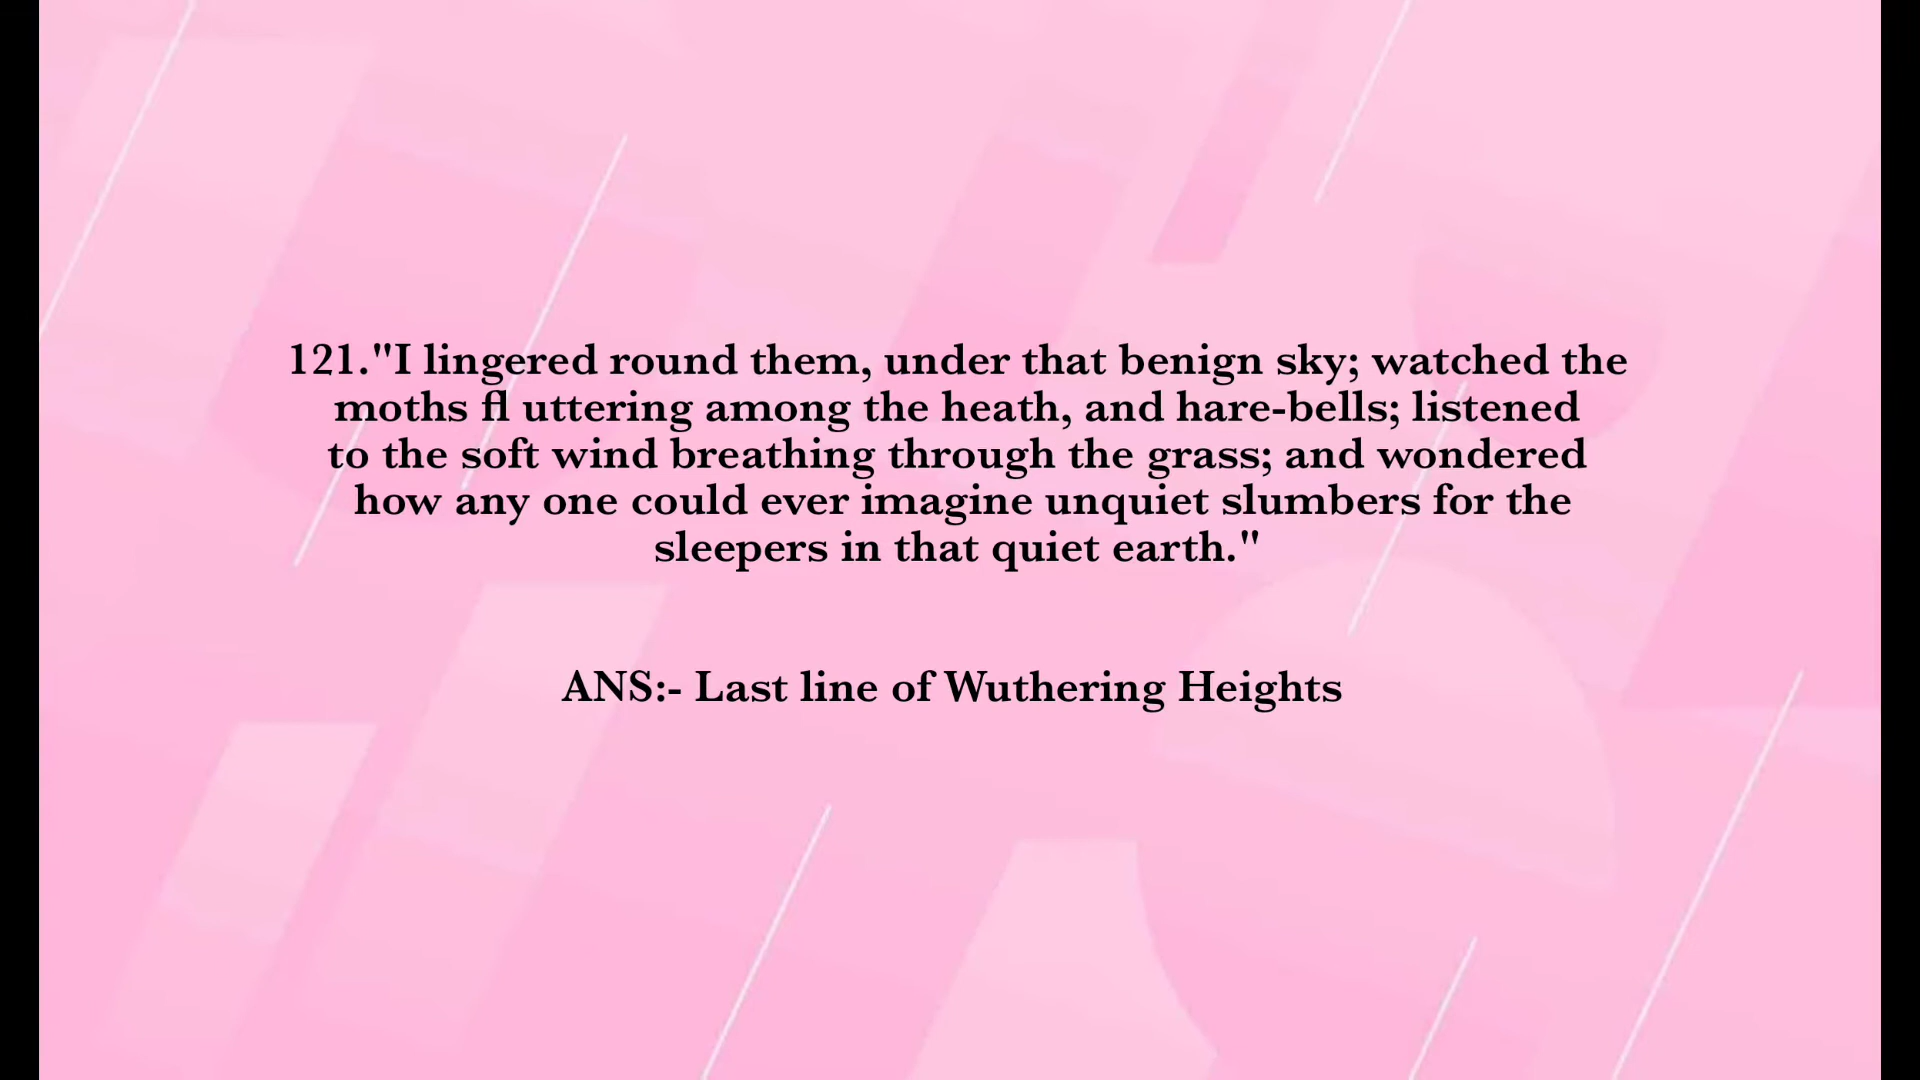 121."I lingered round them, under that benign sky; watched the
moths fl uttering among the heath, and hare-bells; listened
to the soft wind breathing through the grass; and wondered
how any one could ever imagine unquiet slumbers for the
sleepers in that quiet earth."
ANS:- Last line of Wuthering Heights